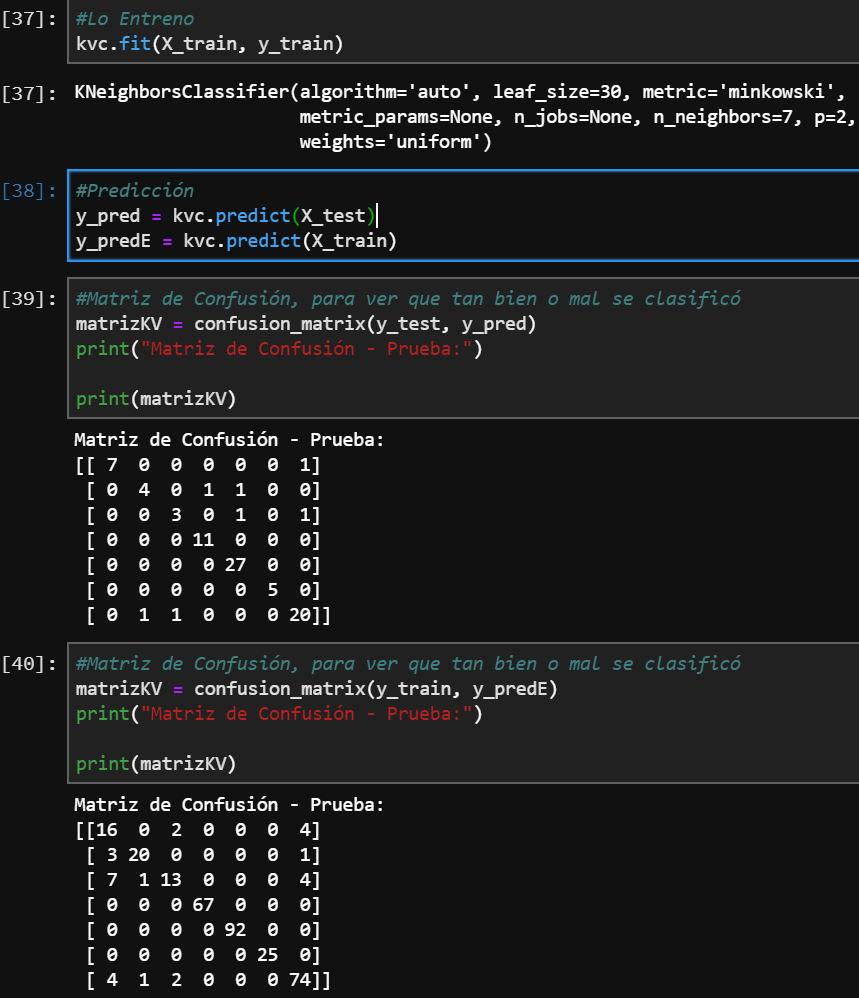 [37]: #Lo Entreno
kvc.fit(X_train, y_train)
[37]: KNeighborsClassifier(algorithm='auto', leaf_size=30, metric='minkowski',
metric_params=None, n_jobs=None, n_neighbors=7, p=2,
weights='uniform')
[38]: #Predicción
y_pred = kvc.predict(X_test)
y_predE = kvc.predict(X_train)
[39]: #Matriz de Confusión, para ver que tan bien o mal se clasificó
matrizKV = confusion_matrix(y_test, y_pred)
print("Matriz de Confusión - Prueba:")
print(matrizKV)
Matriz de Confusión - Prueba:
[[ 7 0 0 0 0 0 1]
[ 0 4 0 1 1 0 0]
[ 0 0 3 0 1 0 1]
[ 0 0 0 11 0 0 0]
[ 0 0 0 0 27 0 0]
[ 0 0 0 0 0 5 0]
[ 0 1 1 0 0 0 20]]
[40]: #Matriz de Confusión, para ver que tan bien o mal se clasificó
matrizKV = confusion_matrix(y_train, y_predE)
print("Matriz de Confusión - Prueba:")
print(matrizKV)
Matriz de Confusión - Prueba:
[[16 0 2 0 0 0 4]
[ 3 20 0 0 0 0 1]
[ 7 1 13 0 0 0 4]
[ 0 0 0 67 0 0 0]
[ 0 0 0 0 92 0 0]
[ 0 0 0 0 0 25 0]
[ 4 1 2 0 0 0 74]]